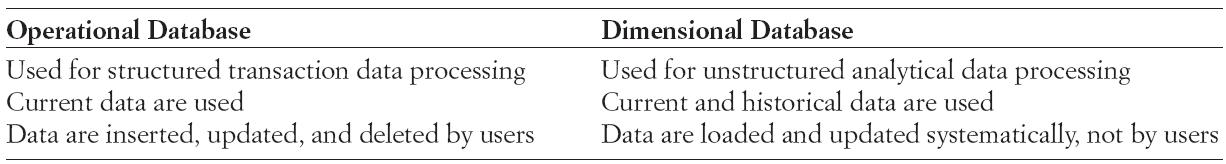 Operational Database Dimensional Database
Used for structured transaction data processing Used for unstructured analytical data processing
Current data are used Current and historical data are used
Data are inserted, updated, and deleted by users Data are loaded and updated systematically, not by users